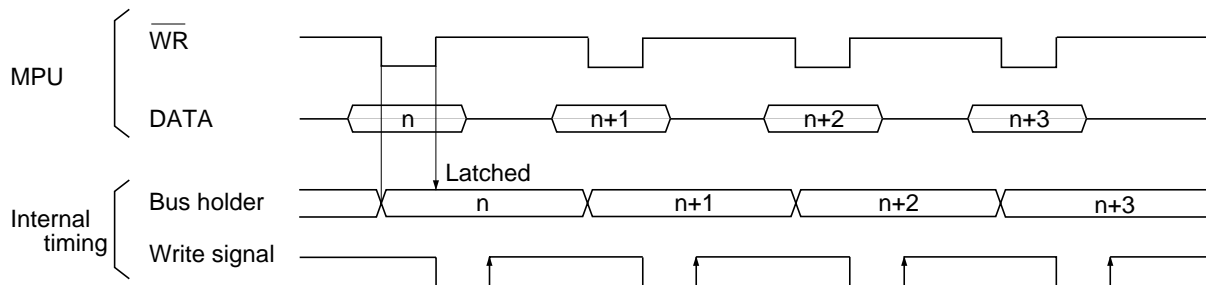 MPU
WR
DATA
n
n+1
n+2
n+3
Latched
Internal
timing
Bus holder
n
n+1
n+2
n+3
Write signal